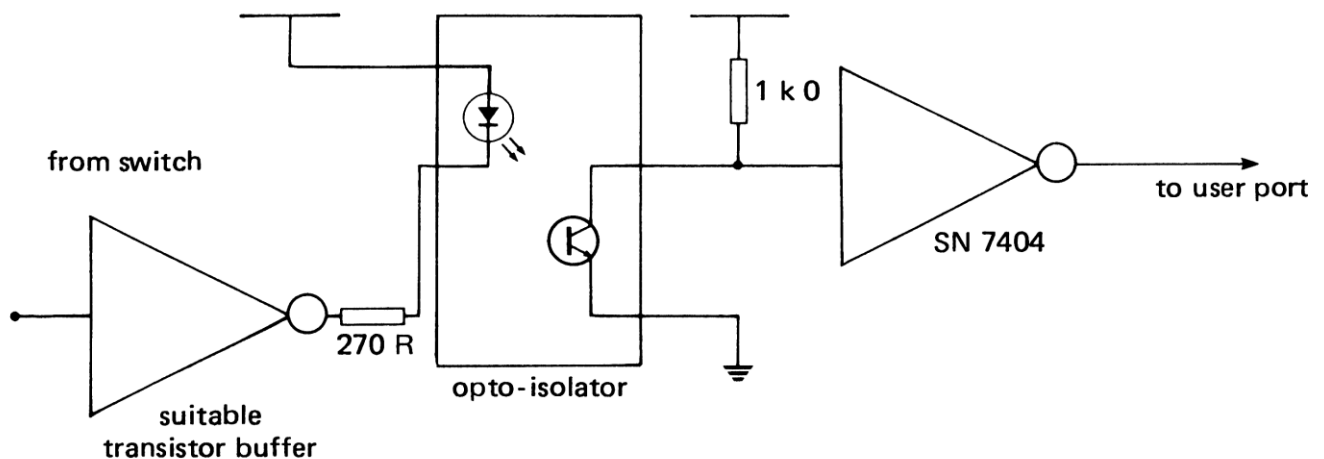 1 k 0
from switch
to user port
SN 7404
270 R
opto-isolator
suitable
transistor buffer